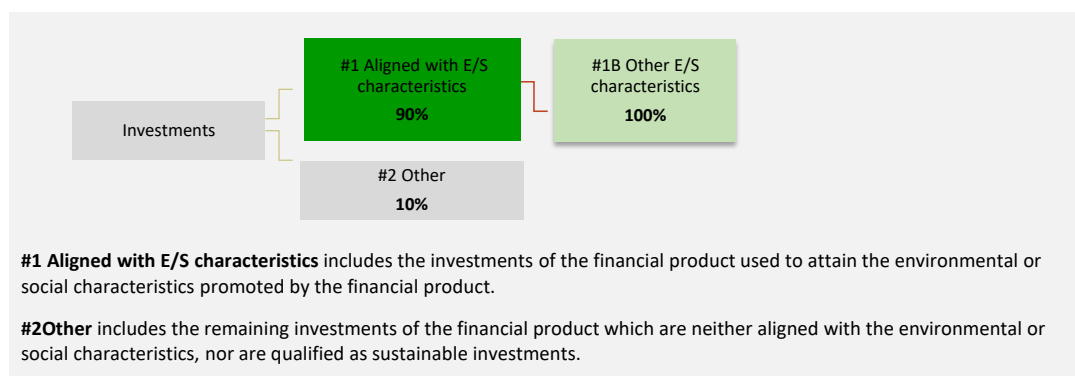 #1 Aligned with E/S
characteristics
90%
#1B Other E/S
characteristics
100%
Investments
#2 Other
10%
#1 Aligned with E/S characteristics includes the investments of the financial product used to attain the environmental or
social characteristics promoted by the financial product.
#2Other includes the remaining investments of the financial product which are neither aligned with the environmental or
social characteristics, nor are qualified as sustainable investments.